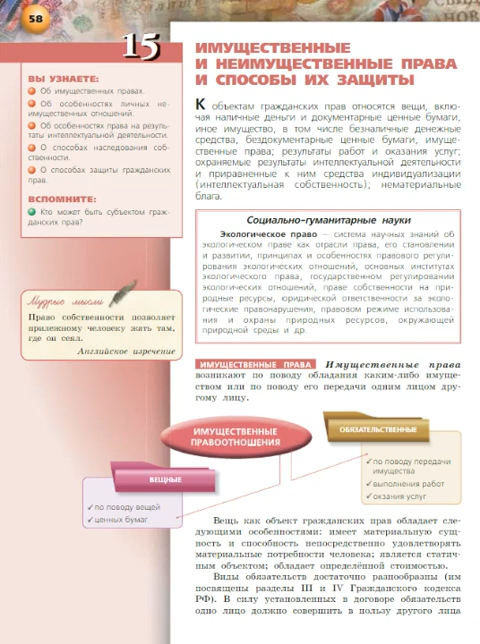 58
15
ИМУЩЕСТВЕННЫЕ
И НЕИМУЩЕСТВЕННЫЕ ПРАВА
И СПОСОБЫ ИХ ЗАЩИТЫ
ВЫ УЗНАЕТЕ:
Об имущественных правах.
Об особенностях личных не-
имущественных отношений.
Об особенностях права на резуль-
таты интеллектуальной деятельности.
О способах наследования соб-
ственности.
О способах защиты гражданских
прав.
ВСПОМНИТЕ:
Кто может быть субъектом граж-
данских прав?
Мудрые мысли
Право собственности позволяет
прилежному человеку жать там,
где он сеял.
Английское изречение
К объектам гражданских прав относятся вещи, вклю-
чая наличные деньги и документарные ценные бумаги,
иное имущество, в том числе безналичные денежные
средства, бездокументарные ценные бумаги, имуще-
ственные права; результаты работ и оказания услуг;
охраняемые результаты интеллектуальной деятельности
и приравненные к ним средства индивидуализации
(интеллектуальная собственность); нематериальные
блага.
Социально-гуманитарные науки
Экологическое право — система научных знаний об
экологическом праве как отрасли права, его становлении
и развитии, принципах и особенностях правового регули-
рования экологических отношений, основных институтах
экологического права, государственном регулировании
экологических отношений, праве собственности на при-
родные ресурсы, юридической ответственности за эколо-
гические правонарушения, правовом режиме использова-
ния и охраны природных ресурсов, окружающей
природной среды и др.
ИМУЩЕСТВЕННЫЕ ПРАВА Имущественные права
возникают по поводу обладания каким-либо имуще-
ством или по поводу его передачи одним лицом дру-
гому лицу.
ИМУЩЕСТВЕННЫЕ
ПРАВООТНОШЕНИЯ
ОБЯЗАТЕЛЬСТВЕННЫЕ
по поводу передачи
имущества
выполнения работ
оказания услуг
ВЕЩНЫЕ
по поводу вещей
ценных бумаг
Вещь как объект гражданских прав обладает сле-
дующими особенностями: имеет материальную сущ-
ность и способность непосредственно удовлетворять
материальные потребности человека; является статич-
ным объектом; обладает определённой стоимостью.
Виды обязательств достаточно разнообразны (им
посвящены разделы III и IV Гражданского кодекса
РФ). В силу установленных в договоре обязательств
одно лицо должно совершить в пользу другого лица